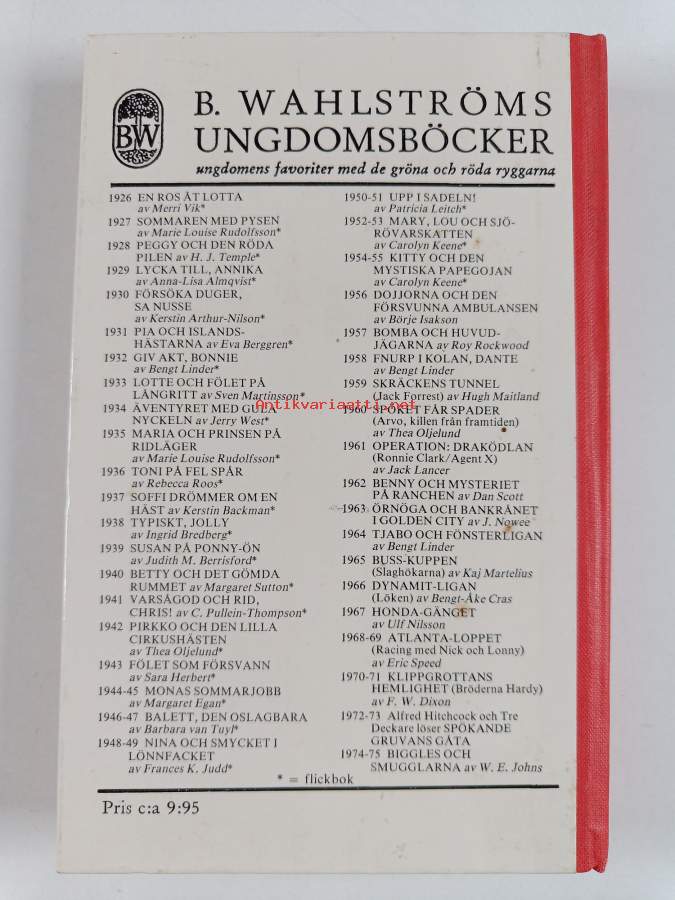 BW
B. WAHLSTRÖMS
UNGDOMSBÖCKER
ungdomens favoriter med de gröna och röda ryggarna
1926 EN ROS ÅT LOTTA
av Merri Vik*
1927 SOMMAREN MED PYSEN
av Marie Louise Rudolfsson*
1928 PEGGY OCH DEN RÖDA
PILEN av H. J. Temple*
1929 LYCKA TILL, ANNIKA
av Anna-Lisa Almqvist*
1930 FÖRSÖKA DUGER,
SA NUSSE
av Kerstin Arthur-Nilson*
1931 PIA OCH ISLANDS-
HÄSTARNA av Eva Berggren*
1932 GIV AKT, BONNIE
av Bengt Linder*
1933 LOTTE OCH FÖLET PÅ
LÅNGRITT av Sven Martinsson*
1934 ÄVENTYRET MED GULA
NYCKELN av Jerry West*
1935 MARIA OCH PRINSEN PÅ
RIDLÄGER
av Marie Louise Rudolfsson*
1936 TONI PÅ FEL SPÅR
av Rebecca Roos*
1937 SOFFI DRÖMMER OM EN
HÄST av Kerstin Backman*
1938 TYPISKT, JOLLY
av Ingrid Bredberg*
1939 SUSAN PÅ PONNY-ÖN
av Judith M. Berrisford*
1940 BETTY OCH DET GÖMDA
RUMMET av Margaret Sutton*
1941 VARSÅGOD OCH RID,
CHRIS! av C. Pullein-Thompson*
1942 PIRKKO OCH DEN LILLA
CIRKUSHÄSTEN
av Thea Oljelund*
1943 FÖLET SOM FÖRSVANN
av Sara Herbert*
1944-45 MONAS SOMMARJOBB
av Margaret Egan*
1946-47 BALETT, DEN OSLAGBARA
av Barbara van Tuyl*
1948-49 NINA OCH SMYCKET I
LÖNNFACKET
av Frances K. Judd*
1950-51 UPP I SADELN!
av Patricia Leitch*
1952-53 MARY, LOU OCH SJÖ-
RÖVARSKATTEN
av Carolyn Keene*
1954-55 KITTY OCH DEN
MYSTISKA PAPEGOJAN
av Carolyn Keene*
1956 DOJJORNA OCH DEN
FÖRSVUNNA AMBULANSEN
av Börje Isakson
1957 BOMBA OCH HUVUD-
JÄGARNA av Roy Rockwood
1958 FNURP I KOLAN, DANTE
av Bengt Linder
1959 SKRÄCKENS TUNNEL
(Jack Forrest) av Hugh Maitland
1960 SPÖKET FÅR SPADER
(Arvo, killen från framtiden)
av Thea Oljelund
1961 OPERATION: DRAKÖDLAN
(Ronnie Clark/Agent X)
av Jack Lancer
1962 BENNY OCH MYSTERIET
PÅ RANCHEN av Dan Scott
1963 ÖRNÖGA OCH BANKRÅNET
I GOLDEN CITY av J. Nowee
1964 TJABO OCH FÖNSTERLIGAN
av Bengt Linder
1965 BUSS-KUPPEN
(Slaghökarna) av Kaj Martelius
1966 DYNAMIT-LIGAN
(Löken) av Bengt-Åke Cras
1967 HONDA-GÄNGET
av Ulf Nilsson
1968-69 ATLANTA-LOPPET
(Racing med Nick och Lonny)
av Eric Speed
1970-71 KLIPPGROTTANS
HEMLIGHET (Bröderna Hardy)
av F. W. Dixon
1972-73 Alfred Hitchcock och Tre
Deckare löser SPÖKANDE
GRUVANS GÅTA
1974-75 BIGGLES OCH
SMUGGLARNA av W. E. Johns
* = flickbok
Pris c:a 9:95
Antikvariaatti.net